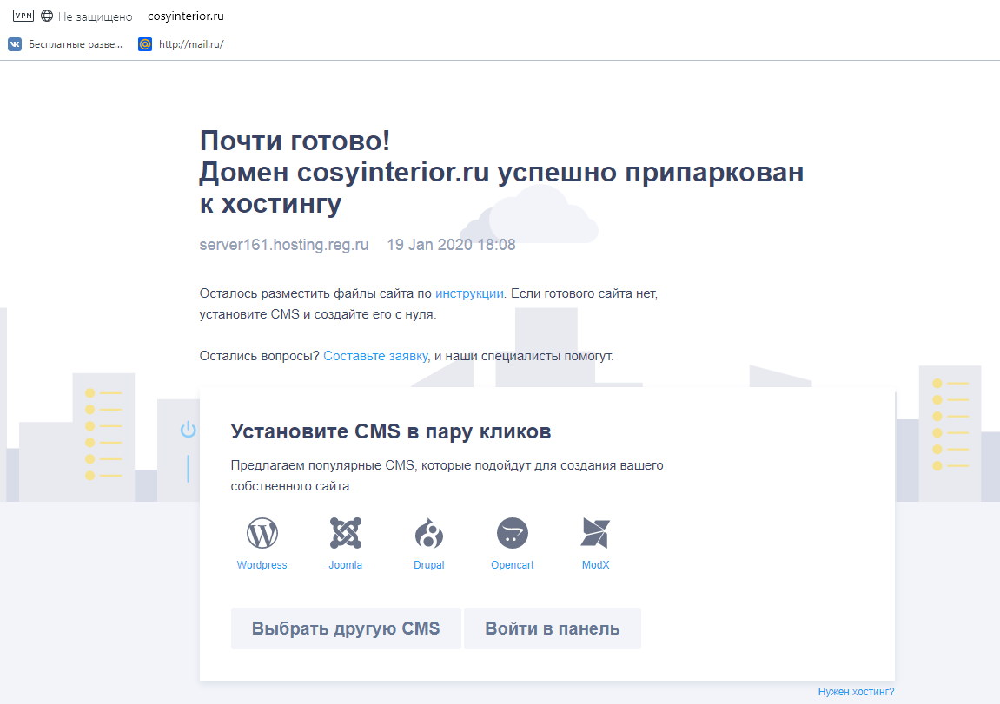 VPN Не защищено cosyinterior.ru
Бесплатные разве... http://mail.ru/
Почти готово!
Домен cosyinterior.ru успешно припаркован
к хостингу
server161.hosting.reg.ru 19 Jan 2020 18:08
Осталось разместить файлы сайта по инструкции. Если готового сайта нет,
установите CMS и создайте его с нуля.
Остались вопросы? Составьте заявку, и наши специалисты помогут.
Установите CMS в пару кликов
Предлагаем популярные CMS, которые подойдут для создания вашего
собственного сайта
Wordpress Joomla Drupal Opencart ModX
Выбрать другую CMS Войти в панель
Нужен хостинг?